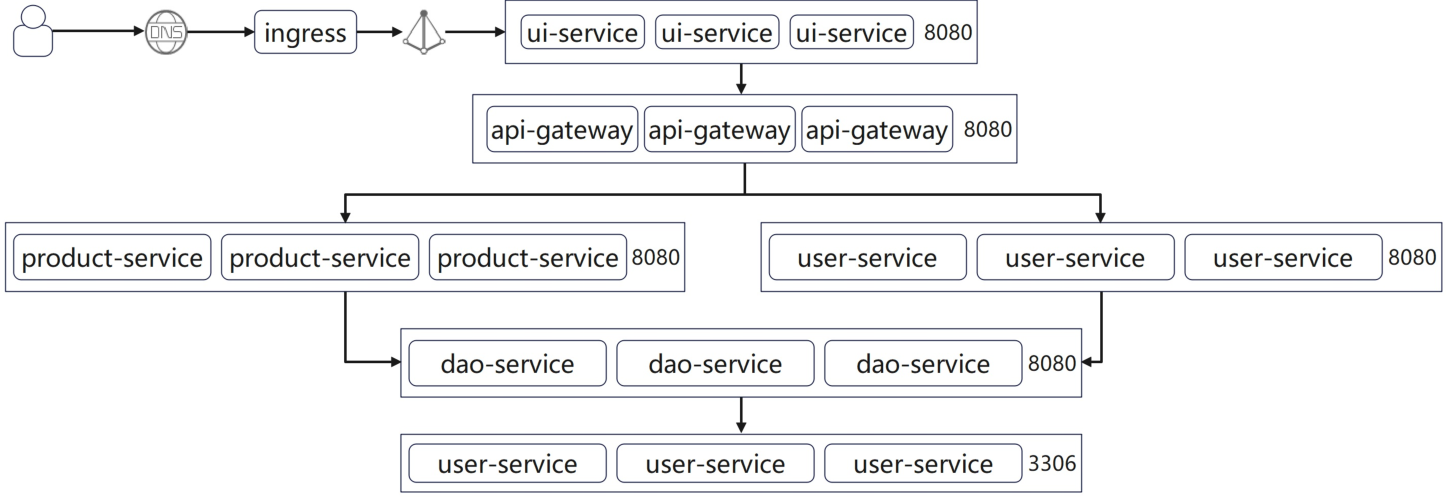 DNS
ingress
ui-service ui-service ui-service 8080
api-gateway api-gateway api-gateway 8080
product-service product-service product-service 8080
user-service user-service user-service 8080
dao-service dao-service dao-service 8080
user-service user-service user-service 3306